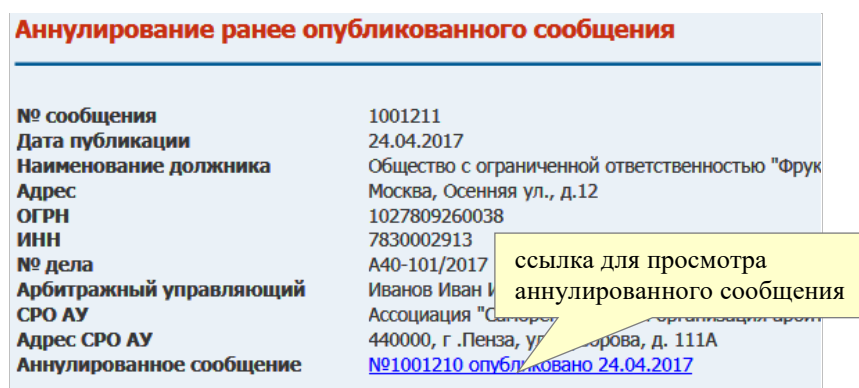 Аннулирование ранее опубликованного сообщения
№ сообщения 1001211
Дата публикации 24.04.2017
Наименование должника Общество с ограниченной ответственностью "Фрук
Адрес Москва, Осенняя ул., д.12
ОГРН 1027809260038
ИНН 7830002913
№ дела А40-101/2017
Арбитражный управляющий Иванов Иван
СРО АУ Ассоциация
Адрес СРО АУ 440000, г .Пенза, д. 111А
Аннулированное сообщение №1001210 опубликовано 24.04.2017
ссылка для просмотра
аннулированного сообщения